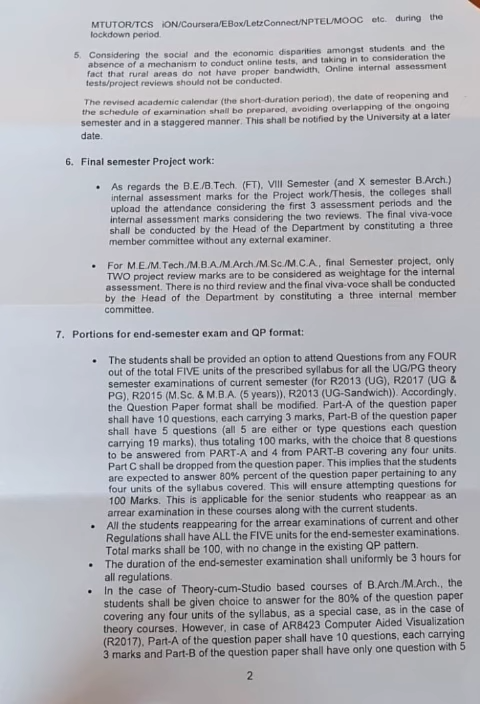 MTUTOR/TCS iON/Coursera/EBox/LetzConnect/NPTEL/MOOC etc. during the
lockdown period.
5. Considering the social and the economic disparities amongst students and the
absence of a mechanism to conduct online tests, and taking in to consideration the
fact that rural areas do not have proper bandwidth, Online internal assessment
tests/project reviews should not be conducted.
The revised academic calendar (the short-duration period), the date of reopening and
the schedule of examination shall be prepared, avoiding overlapping of the ongoing
semester and in a staggered manner. This shall be notified by the University at a later
date.
6. Final semester Project work:
• As regards the B.E./B.Tech. (FT), VIII Semester (and X semester B.Arch.)
internal assessment marks for the Project work/Thesis, the colleges shall
upload the attendance considering the first 3 assessment periods and the
internal assessment marks considering the two reviews. The final viva-voce
shall be conducted by the Head of the Department by constituting a three
member committee without any external examiner.
• For M.E./M.Tech./M.B.A./M.Arch./M.Sc./M.C.A., final Semester project, only
TWO project review marks are to be considered as weightage for the internal
assessment. There is no third review and the final viva-voce shall be conducted
by the Head of the Department by constituting a three internal member
committee.
7. Portions for end-semester exam and QP format:
• The students shall be provided an option to attend Questions from any FOUR
out of the total FIVE units of the prescribed syllabus for all the UG/PG theory
semester examinations of current semester (for R2013 (UG), R2017 (UG &
PG), R2015 (M.Sc. & M.B.A. (5 years)), R2013 (UG-Sandwich)). Accordingly,
the Question Paper format shall be modified. Part-A of the question paper
shall have 10 questions, each carrying 3 marks, Part-B of the question paper
shall have 5 questions (all 5 are either or type questions each question
carrying 19 marks), thus totaling 100 marks, with the choice that 8 questions
to be answered from PART-A and 4 from PART-B covering any four units.
Part C shall be dropped from the question paper. This implies that the students
are expected to answer 80% percent of the question paper pertaining to any
four units of the syllabus covered. This will ensure attempting questions for
100 Marks. This is applicable for the senior students who reappear as an
arrear examination in these courses along with the current students.
• All the students reappearing for the arrear examinations of current and other
Regulations shall have ALL the FIVE units for the end-semester examinations.
Total marks shall be 100, with no change in the existing QP pattern.
• The duration of the end-semester examination shall uniformly be 3 hours for
all regulations.
• In the case of Theory-cum-Studio based courses of B.Arch./M.Arch., the
students shall be given choice to answer for the 80% of the question paper
covering any four units of the syllabus, as a special case, as in the case of
theory courses. However, in case of AR8423 Computer Aided Visualization
(R2017), Part-A of the question paper shall have 10 questions, each carrying
3 marks and Part-B of the question paper shall have only one question with 5
2